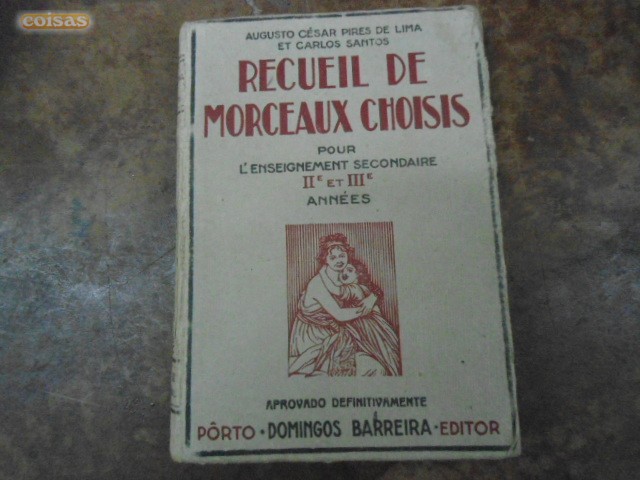 coisas
AUGUSTO CÉSAR PIRES DE LIMA
ET CARLOS SANTOS
RECUEIL DE
MORCEAUX CHOISIS
POUR
L'ENSEIGNEMENT SECONDAIRE
IIE ET IIIE
ANNÉES
APROVADO DEFINITIVAMENTE
PÔRTO • DOMINGOS BARREIRA • EDITOR